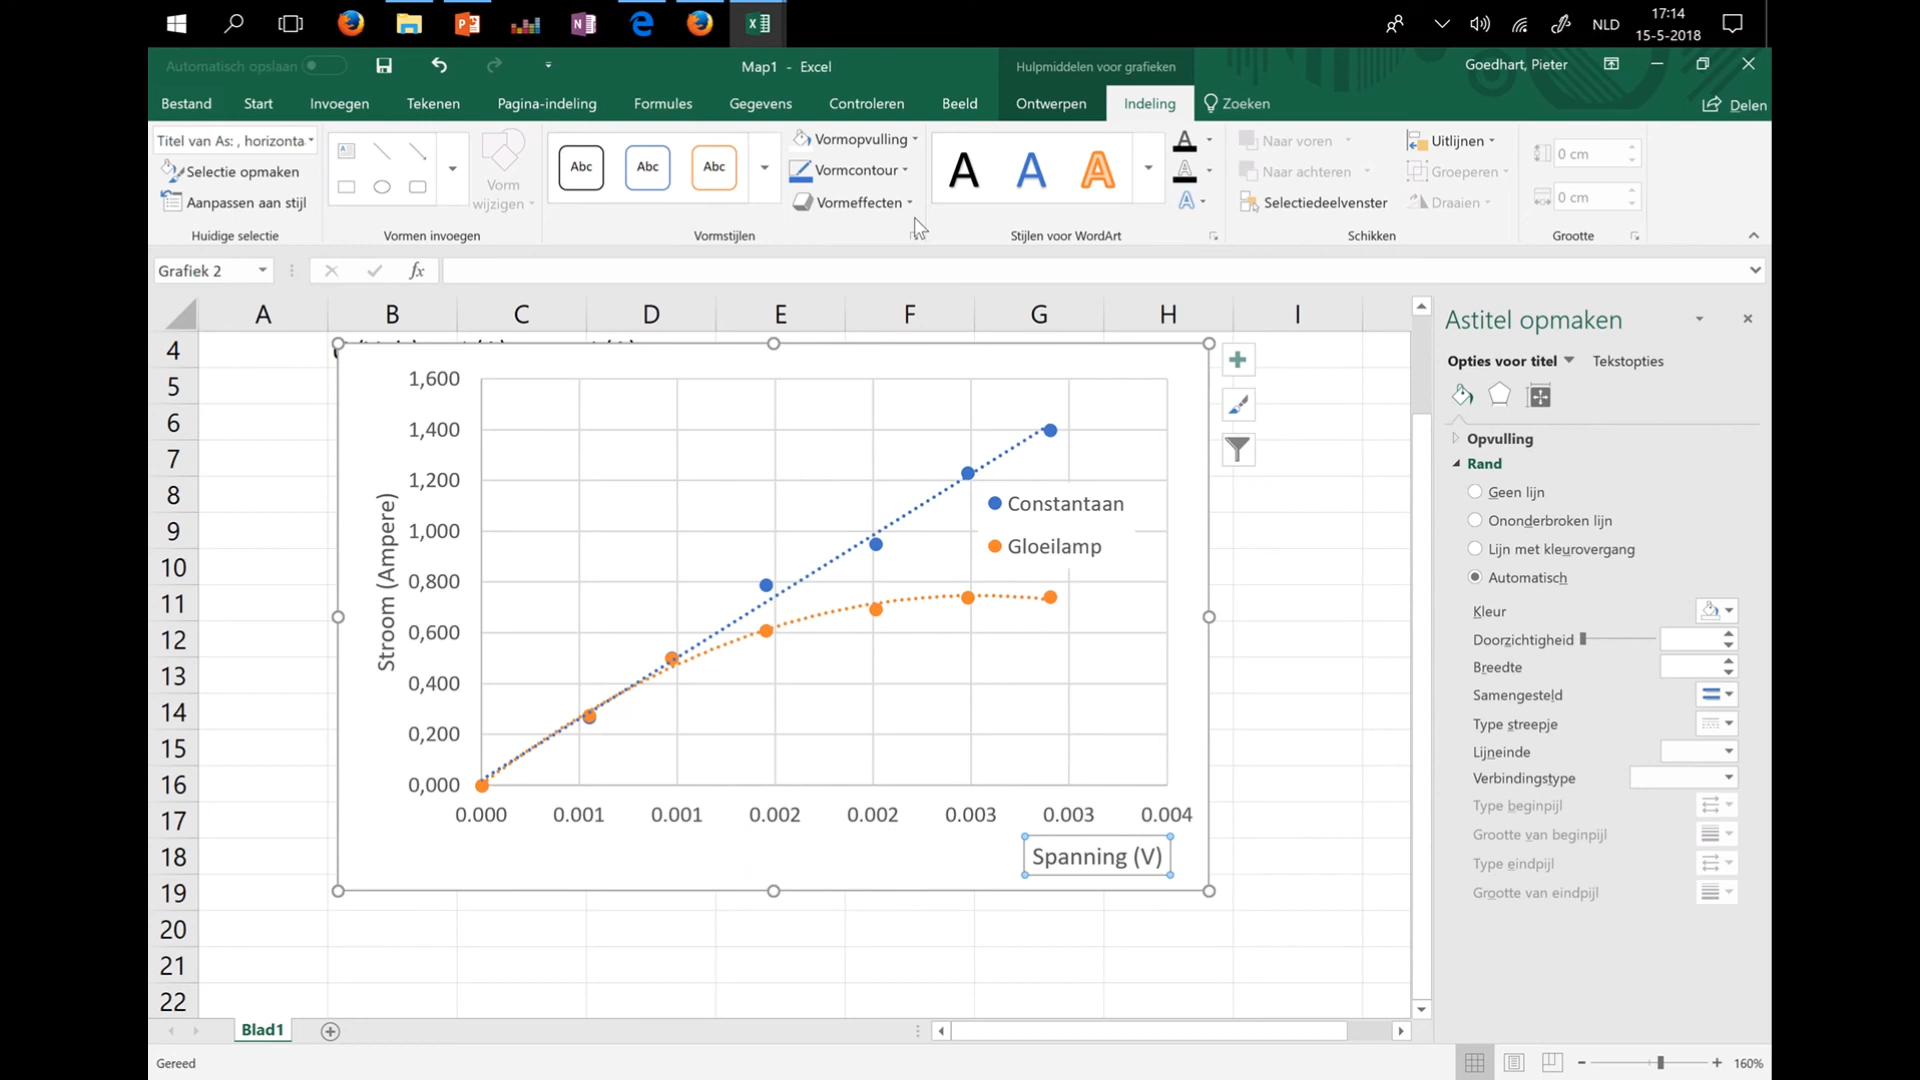 NLD
17:14
15-5-2018
Automatisch opslaan
Map1 - Excel
Hulpmiddelen voor grafieken
Goedhart, Pieter
Bestand Start Invoegen Tekenen Pagina-indeling Formules Gegevens Controleren Beeld Ontwerpen Indeling Zoeken Delen
Titel van As: , horizonta
Selectie opmaken
Aanpassen aan stijl
Huidige selectie
Vorm
wijzigen
Vormen invoegen
Abc Abc Abc
Vormopvulling
Vormcontour
Vormeffecten
Vormstijlen
A A A
Stijlen voor WordArt
Naar voren
Naar achteren
Selectiedeelvenster
Uitlijnen
Groeperen
Draaien
Schikken
0 cm
0 cm
Grootte
Grafiek 2
fx
A B C D E F G H I
4
5
6
7
8
9
10
11
12
13
14
15
16
17
18
19
20
21
22
1,600
1,400
1,200
1,000
0,800
0,600
0,400
0,200
0,000
Stroom (Ampere)
Constantaan
Gloeilamp
0.000 0.001 0.001 0.002 0.002 0.003 0.003 0.004
Spanning (V)
Astitel opmaken
Opties voor titel Tekstopties
Opvulling
Rand
Geen lijn
Ononderbroken lijn
Lijn met kleurovergang
Automatisch
Kleur
Doorzichtigheid
Breedte
Samengesteld
Type streepje
Lijneinde
Verbindingstype
Type beginpijl
Grootte van beginpijl
Type eindpijl
Grootte van eindpijl
Blad1
Gereed
160%